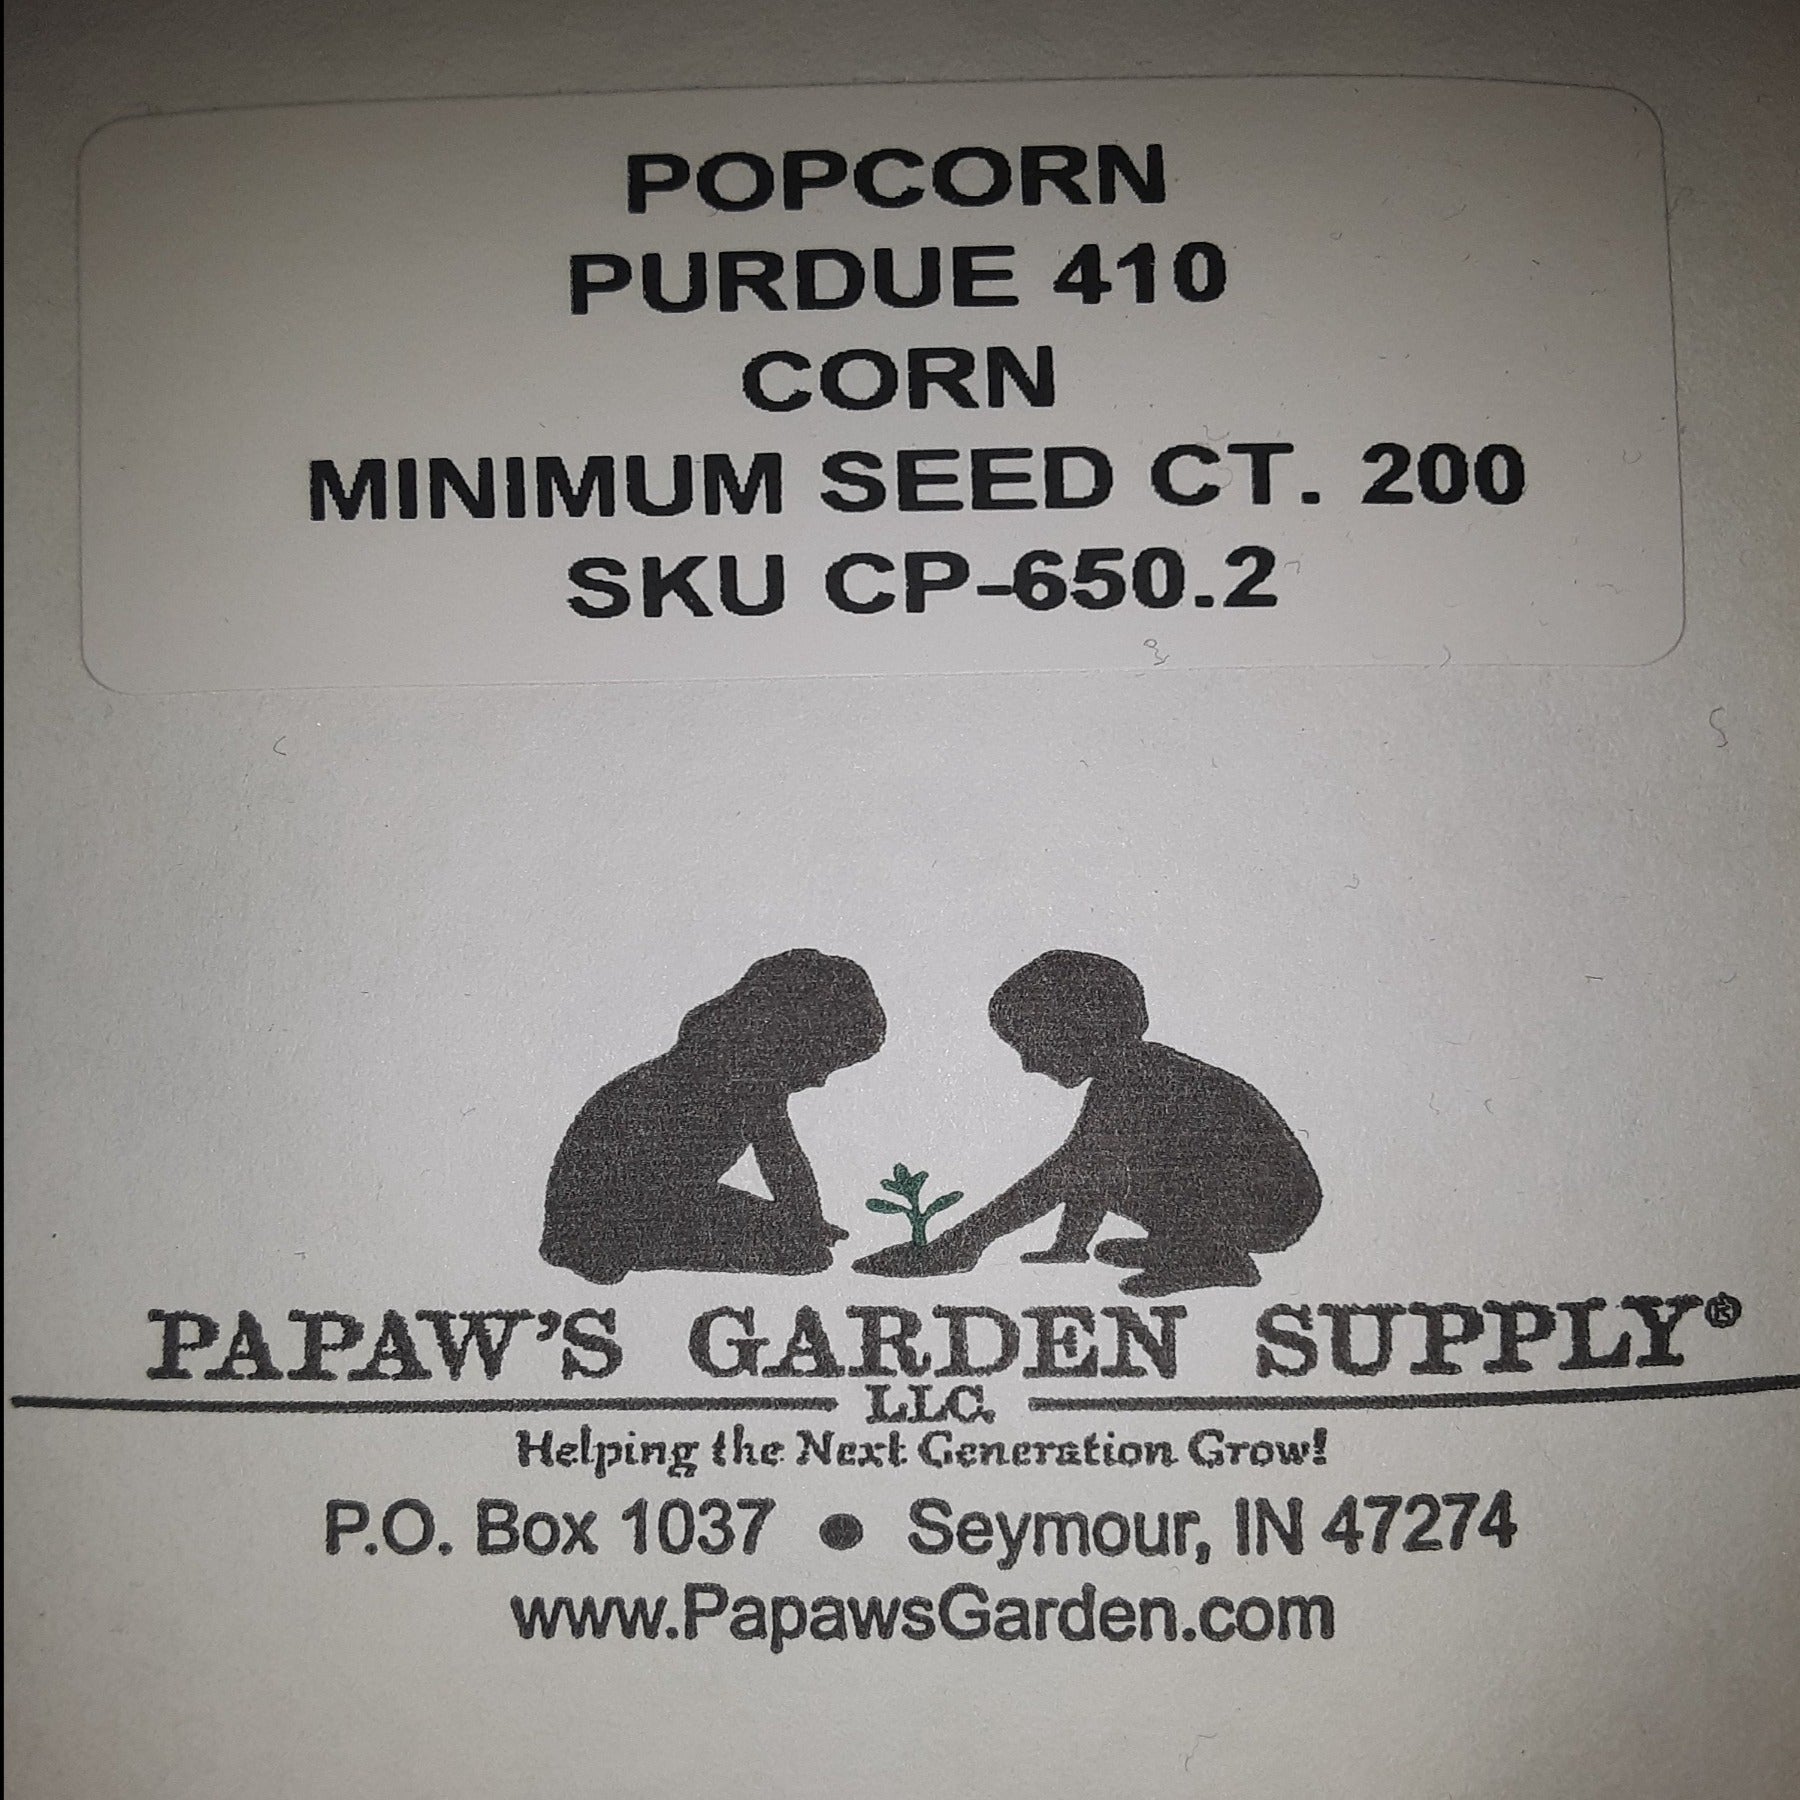 POPCORN
PURDUE 410
CORN
MINIMUM SEED CT. 200
SKU CP-650.2
PAPAW'S GARDEN SUPPLY®
LLC.
Helping the Next Generation Grow!
P.O. Box 1037 ● Seymour, IN 47274
www.PapawsGarden.com